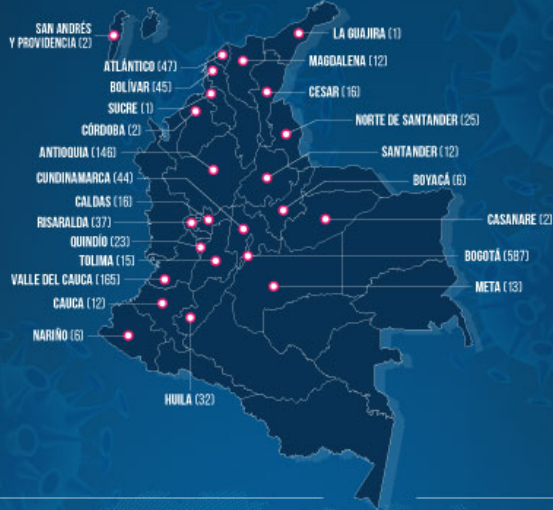 SAN ANDRÉS
Y PROVIDENCIA (2)
LA GUAJIRA (1)
ATLÁNTICO (47)
MAGDALENA (12)
BOLÍVAR (45)
CESAR (16)
SUCRE (1)
NORTE DE SANTANDER (25)
CÓRDOBA (2)
ANTIOQUIA (146)
SANTANDER (12)
CUNDINAMARCA (44)
BOYACÁ (6)
CALDAS (16)
RISARALDA (37)
CASANARE (2)
QUINDÍO (23)
TOLIMA (15)
BOGOTÁ (587)
VALLE DEL CAUCA (165)
META (13)
CAUCA (12)
NARIÑO (6)
HUILA (32)